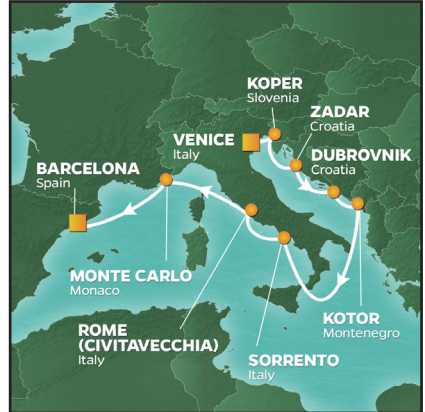 KOPER
Slovenia
ZADAR
Croatia
VENICE
Italy
DUBROVNIK
Croatia
BARCELONA
Spain
MONTE CARLO
Monaco
KOTOR
Montenegro
ROME
(CIVITAVECCHIA)
Italy
SORRENTO
Italy